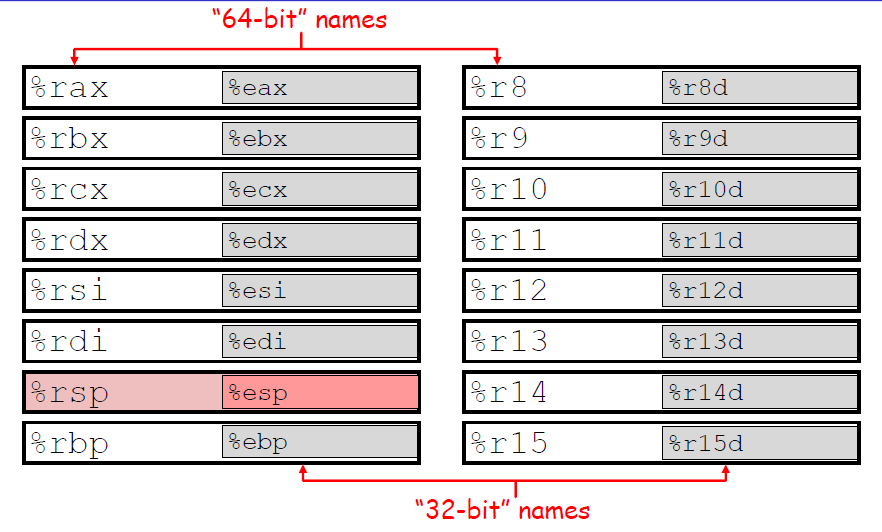 “64-bit” names
%rax %eax %r8 %r8d
%rbx %ebx %r9 %r9d
%rcx %ecx %r10 %r10d
%rdx %edx %r11 %r11d
%rsi %esi %r12 %r12d
%rdi %edi %r13 %r13d
%rsp %esp %r14 %r14d
%rbp %ebp %r15 %r15d
“32-bit” names